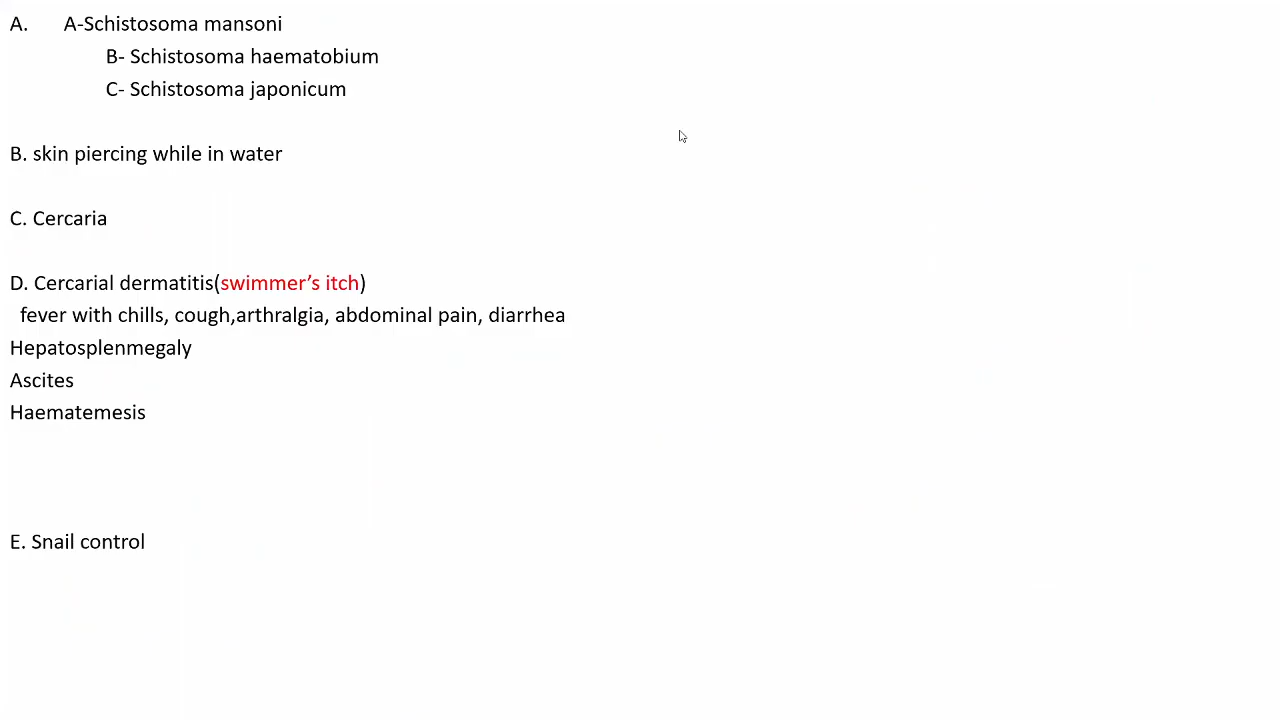 A. A-Schistosoma mansoni
B- Schistosoma haematobium
C- Schistosoma japonicum
B. skin piercing while in water
C. Cercaria
D. Cercarial dermatitis(swimmer’s itch)
fever with chills, cough,arthralgia, abdominal pain, diarrhea
Hepatosplenmegaly
Ascites
Haematemesis
E. Snail control